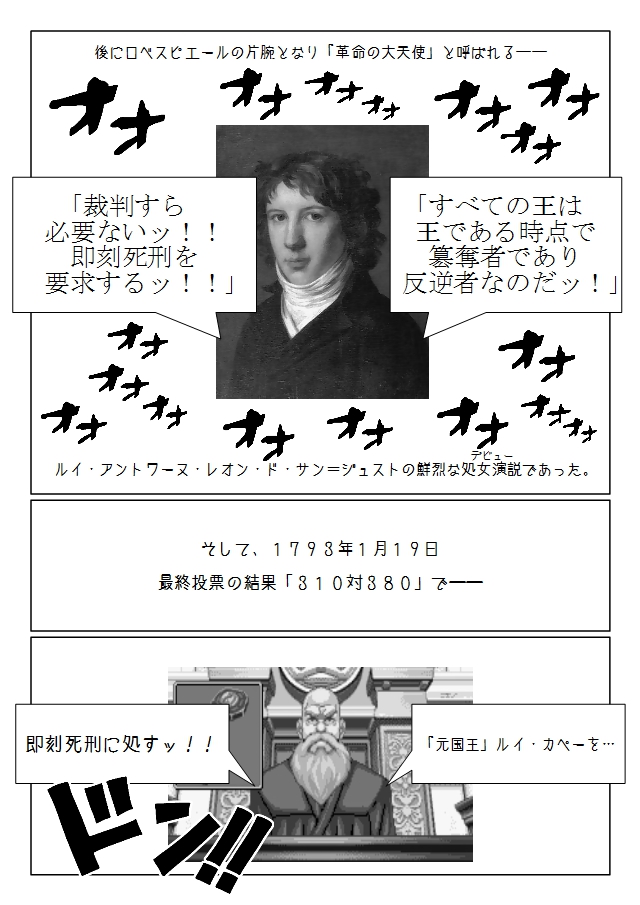 後にロベスピエールの片腕となり「革命の大天使」と呼ばれる――
オオ
オオ
オオ
オオ
オオ
オオ
オオ
「すべての王は
王である時点で
簒奪者であり
反逆者なのだッ！」
「裁判すら
必要ないッ！！
即刻死刑を
要求するッ！！」
オオ
オオ
オオ
オオ
オオ
オオ
オオ
オオ
オオ
オオ
デビュー
ルイ・アントワーヌ・レオン・ド・サン＝ジュストの鮮烈な処女演説であった。
そして、１７９３年１月１９日
最終投票の結果「３１０対３８０」で――
「元国王」ルイ・カペーを…
即刻死刑に処すッ！！
ドン!!